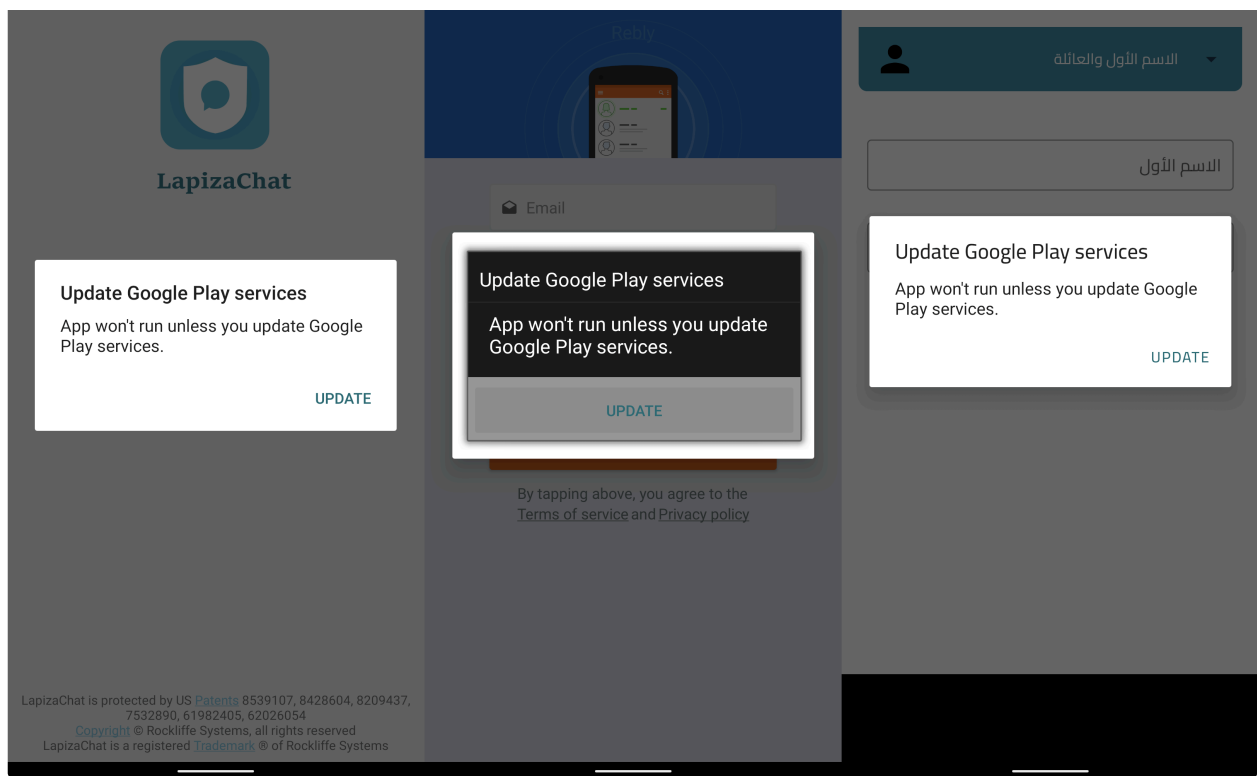 LapizaChat
Update Google Play services
App won't run unless you update Google
Play services.
UPDATE
LapizaChat is protected by US Patents 8539107, 8428604, 8209437,
7532890, 61982405, 62026054
Copyright © Rockliffe Systems, all rights reserved
LapizaChat is a registered Trademark ® of Rockliffe Systems
Rebly
Email
Update Google Play services
App won't run unless you update
Google Play services.
UPDATE
By tapping above, you agree to the
Terms of service and Privacy policy
الاسم الأول والعائلة
الاسم الأول
Update Google Play services
App won't run unless you update Google
Play services.
UPDATE